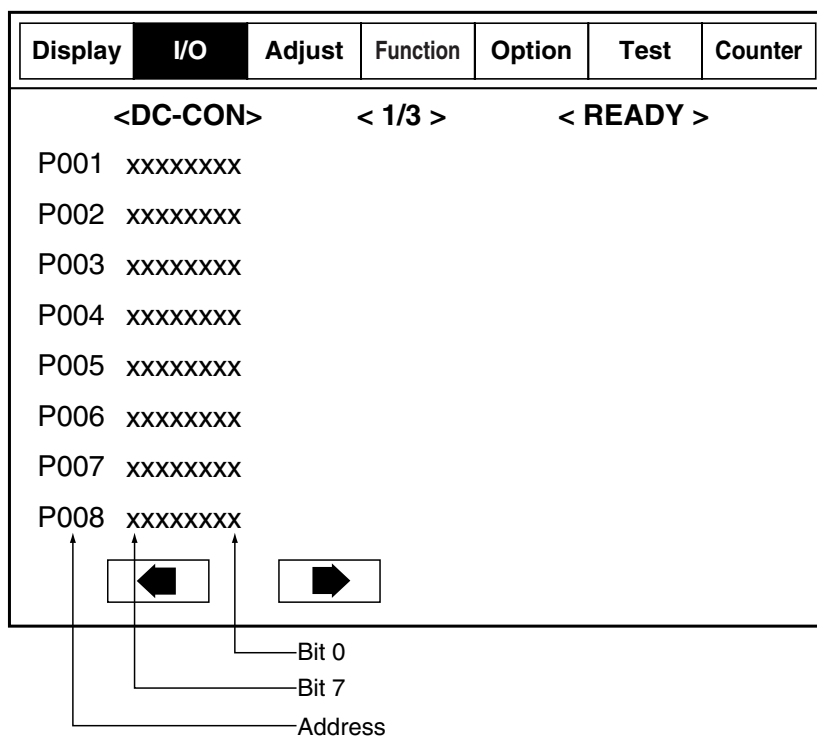 Display I/O Adjust Function Option Test Counter
<DC-CON> < 1/3 > < READY >
P001 xxxxxxxx
P002 xxxxxxxx
P003 xxxxxxxx
P004 xxxxxxxx
P005 xxxxxxxx
P006 xxxxxxxx
P007 xxxxxxxx
P008 xxxxxxxx
Bit 0
Bit 7
Address